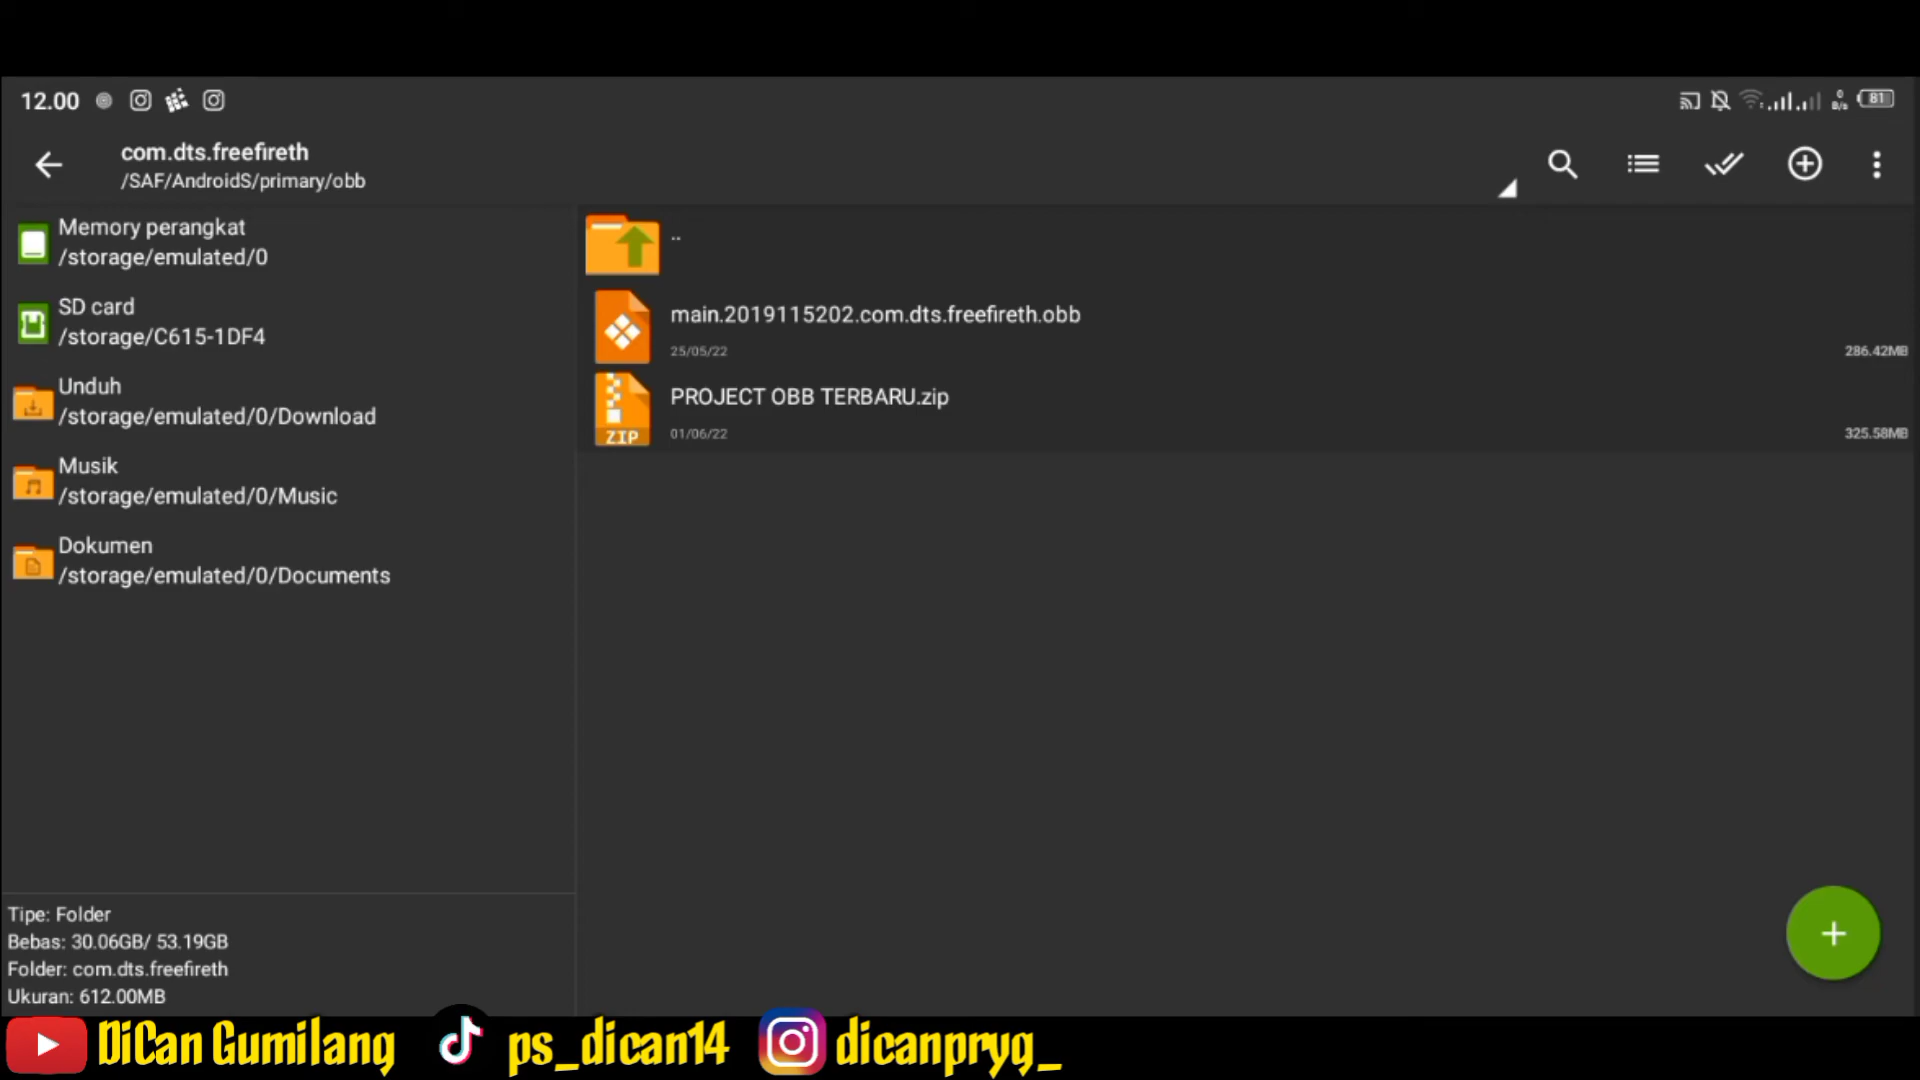 12.00
0
B/s
81
com.dts.freefireth
/SAF/AndroidS/primary/obb
Memory perangkat
/storage/emulated/0
SD card
/storage/C615-1DF4
Unduh
/storage/emulated/0/Download
Musik
/storage/emulated/0/Music
Dokumen
/storage/emulated/0/Documents
..
main.2019115202.com.dts.freefireth.obb
25/05/22
286.42MB
PROJECT OBB TERBARU.zip
ZIP
01/06/22
325.58MB
Tipe: Folder
Bebas: 30.06GB/ 53.19GB
Folder: com.dts.freefireth
Ukuran: 612.00MB
DiCan Gumilang
ps_dican14
dicanpryg_